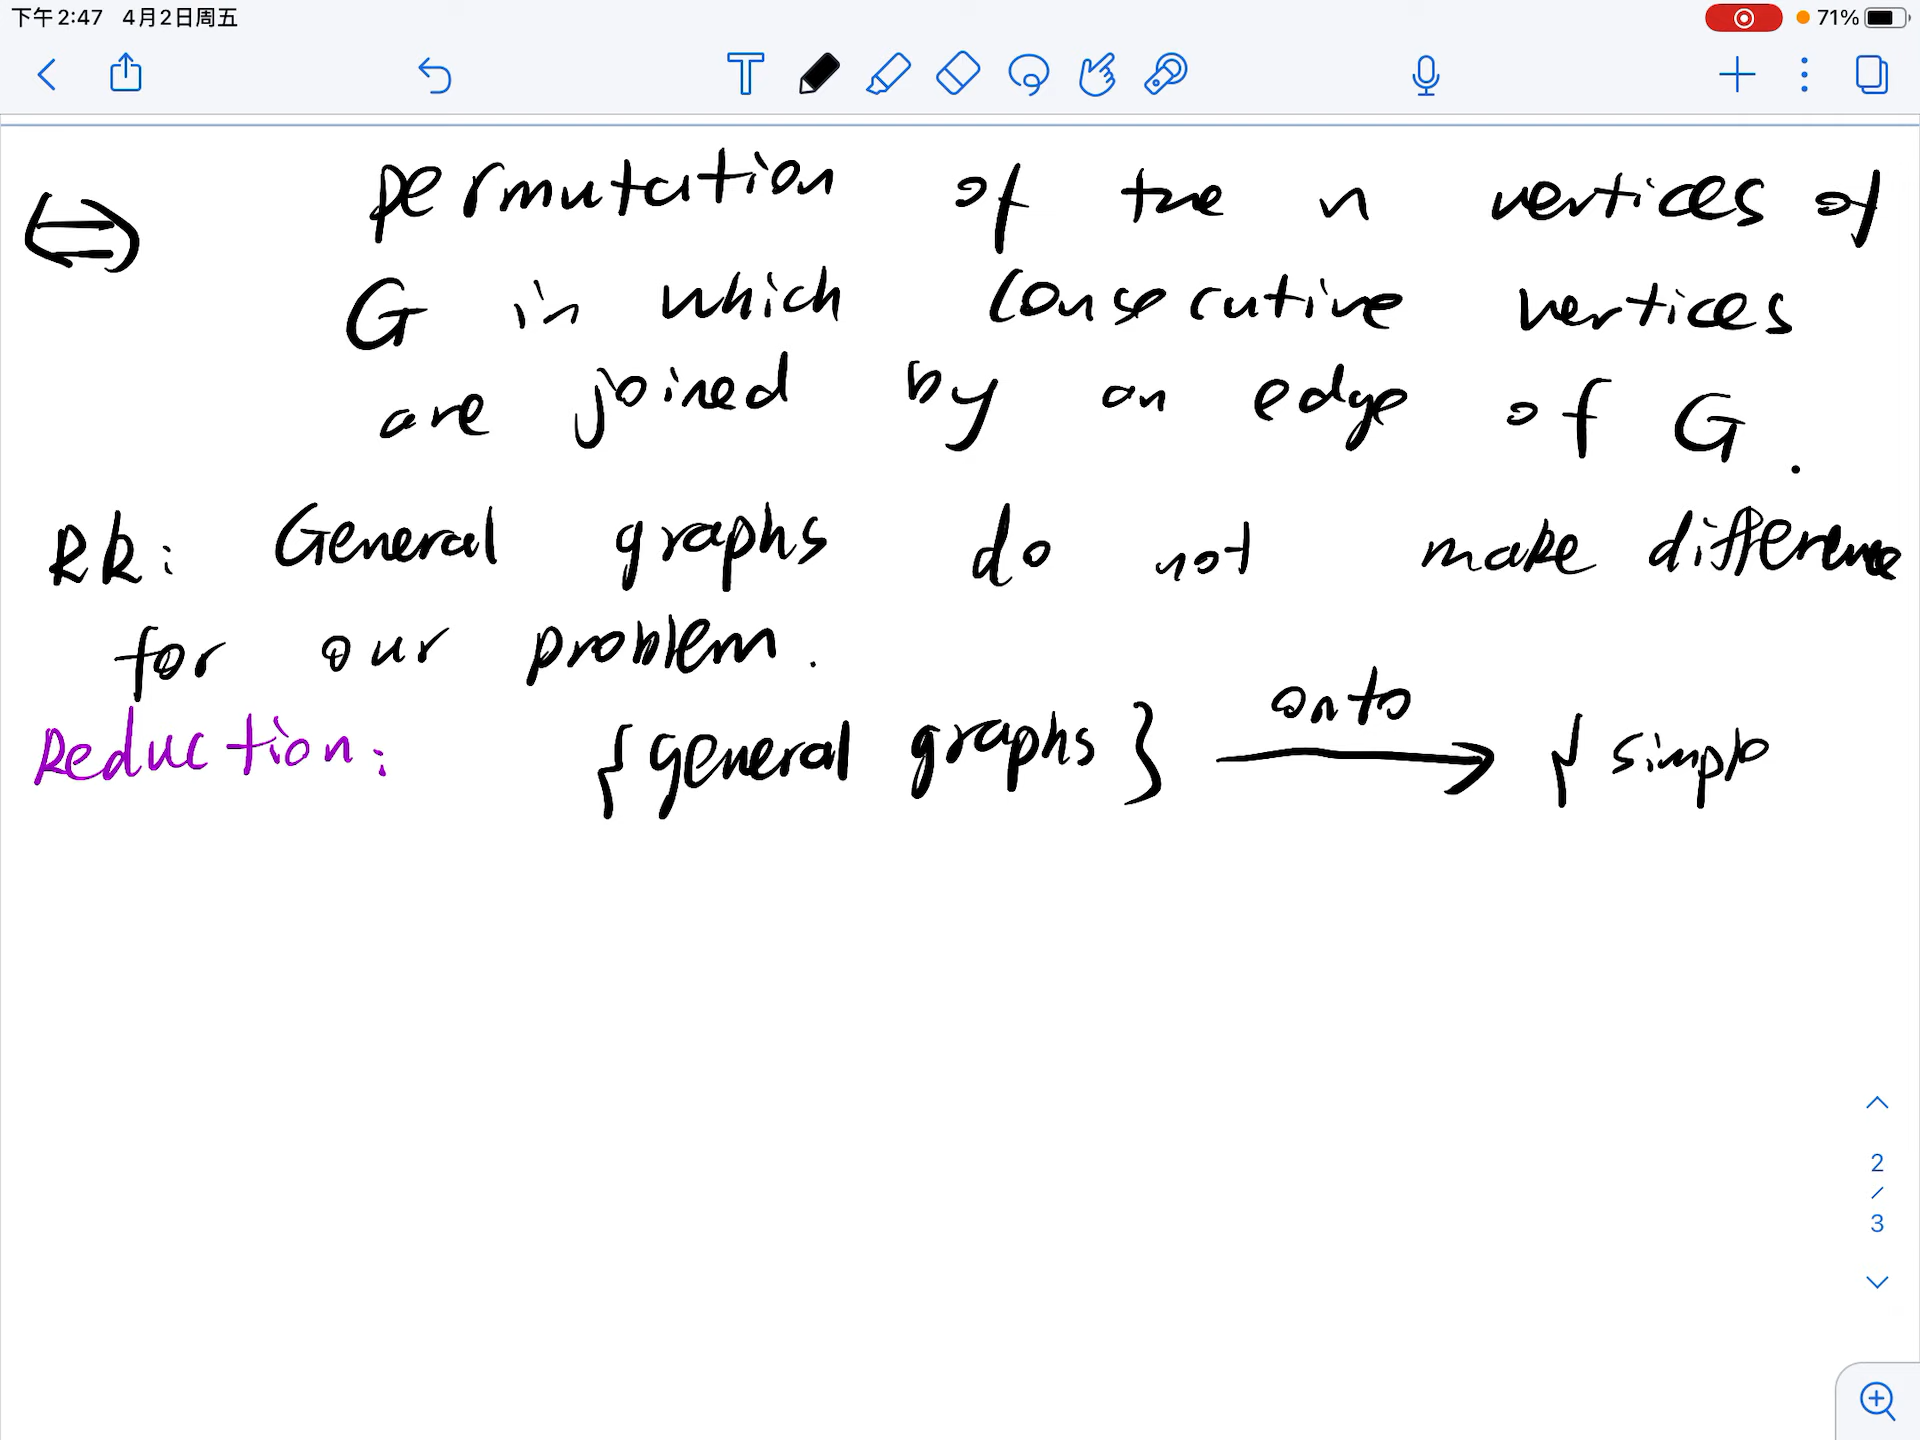 下午2:47 4月2日周五 71%
⇔ permutation of the n vertices of
G in which consecutive vertices
are joined by an edge of G.
Rk: General graphs do not make difference
for our problem.
Reduction: {general graphs} onto → { simple
2
/
3